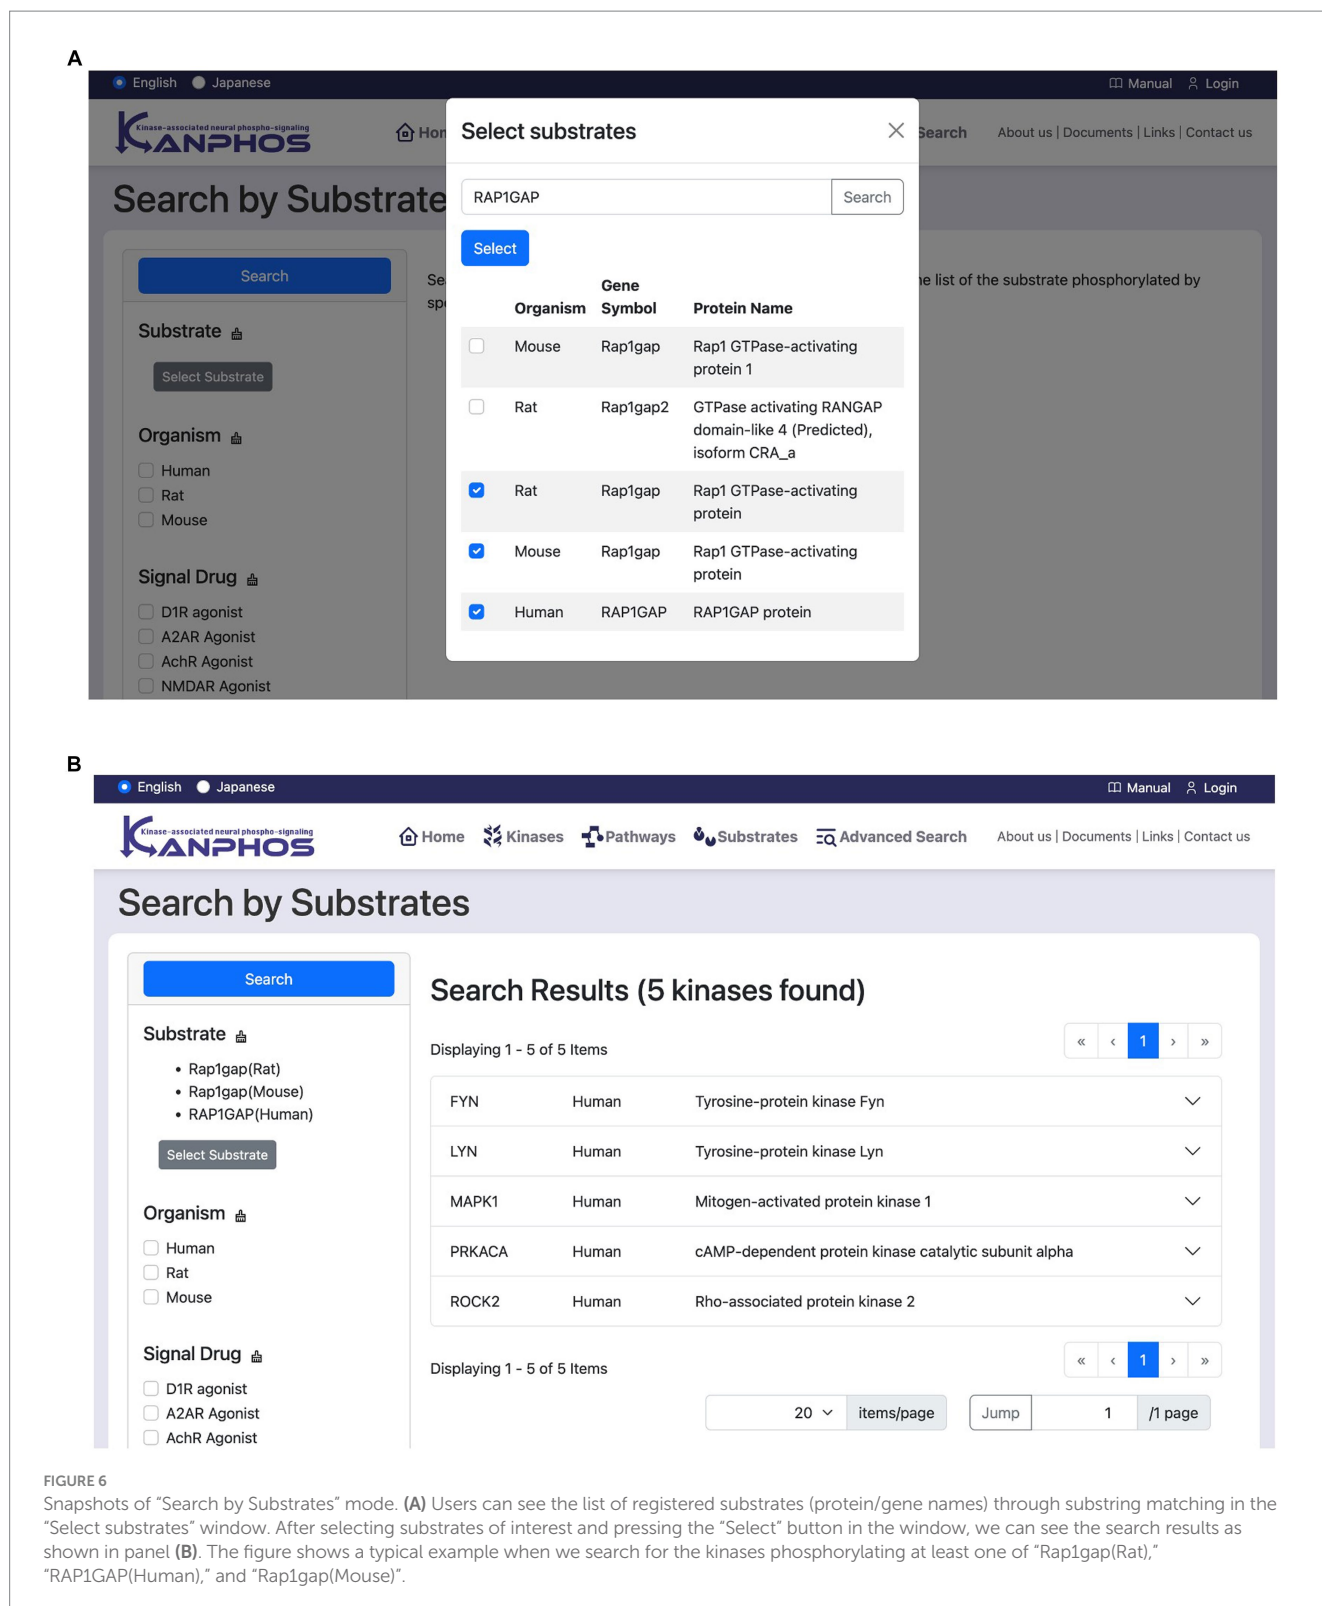 A
English Japanese Manual Login
Kinase-associated neural phospho-signaling
KANPHOS
Hom
Search About us | Documents | Links | Contact us
Select substrates
Search by Substrate
RAP1GAP Search
Select
Search
Se
ne list of the substrate phosphorylated by
spe
Organism Gene Symbol Protein Name
Mouse Rap1gap Rap1 GTPase-activating
protein 1
Rat Rap1gap2 GTPase activating RANGAP
domain-like 4 (Predicted),
isoform CRA_a
Rat Rap1gap Rap1 GTPase-activating
protein
Mouse Rap1gap Rap1 GTPase-activating
protein
Human RAP1GAP RAP1GAP protein
Substrate
Select Substrate
Organism
Human
Rat
Mouse
Signal Drug
D1R agonist
A2AR Agonist
AchR Agonist
NMDAR Agonist
B
English Japanese Manual Login
Kinase-associated neural phospho-signaling
KANPHOS
Home Kinases Pathways Substrates Advanced Search About us | Documents | Links | Contact us
Search by Substrates
Search
Substrate
• Rap1gap(Rat)
• Rap1gap(Mouse)
• RAP1GAP(Human)
Select Substrate
Organism
Human
Rat
Mouse
Signal Drug
D1R agonist
A2AR Agonist
AchR Agonist
Search Results (5 kinases found)
Displaying 1 - 5 of 5 Items « ‹ 1 › »
FYN Human Tyrosine-protein kinase Fyn
LYN Human Tyrosine-protein kinase Lyn
MAPK1 Human Mitogen-activated protein kinase 1
PRKACA Human cAMP-dependent protein kinase catalytic subunit alpha
ROCK2 Human Rho-associated protein kinase 2
Displaying 1 - 5 of 5 Items « ‹ 1 › »
20 items/page Jump 1 /1 page
FIGURE 6
Snapshots of “Search by Substrates” mode. (A) Users can see the list of registered substrates (protein/gene names) through substring matching in the
“Select substrates” window. After selecting substrates of interest and pressing the “Select” button in the window, we can see the search results as
shown in panel (B). The figure shows a typical example when we search for the kinases phosphorylating at least one of “Rap1gap(Rat),”
“RAP1GAP(Human),” and “Rap1gap(Mouse)”.